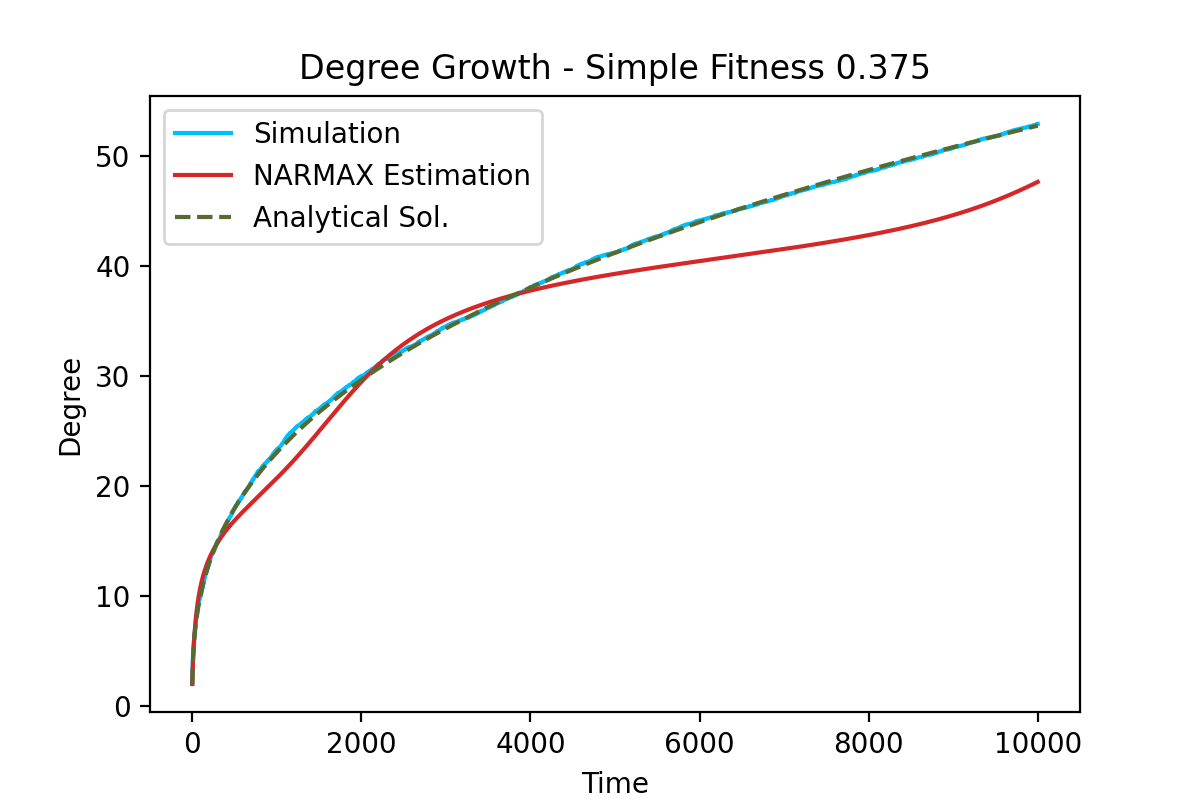 Degree Growth - Simple Fitness 0.375
Simulation
NARMAX Estimation
Analytical Sol.
50
40
30
20
10
0
Degree
0 2000 4000 6000 8000 10000
Time